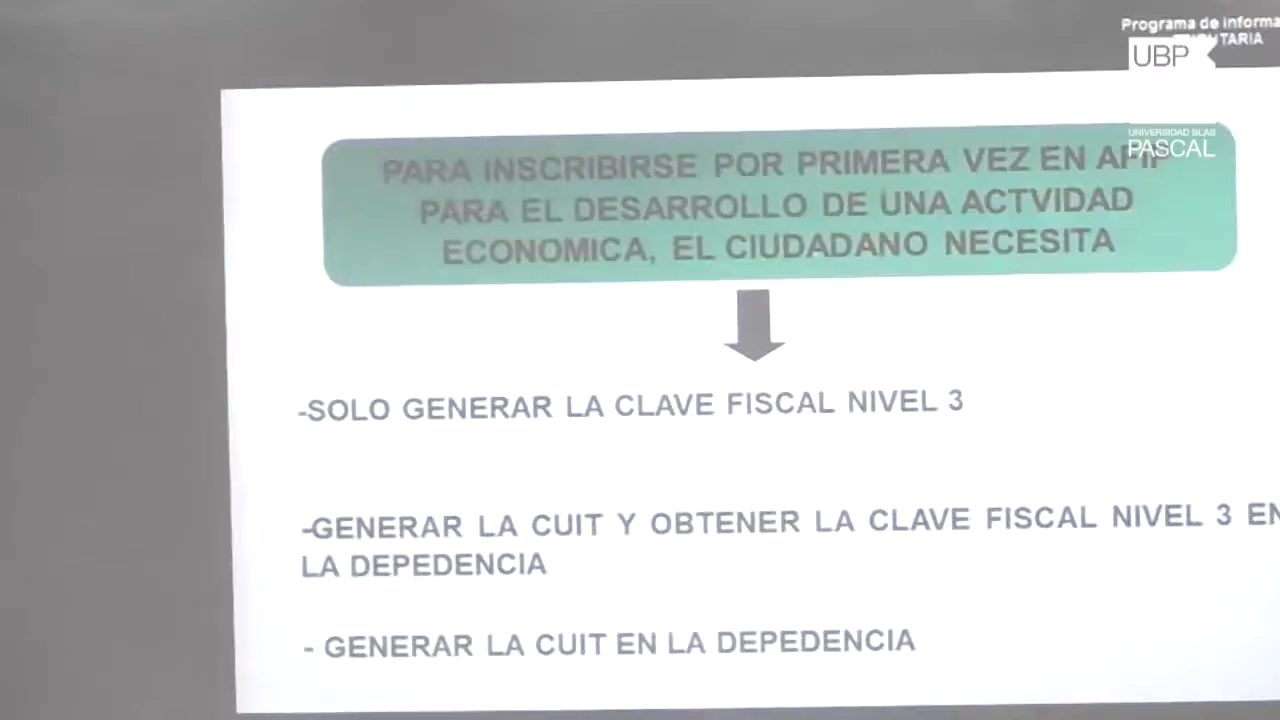 Programa de
UBP
UNIVERSIDAD BLAS
PASCAL
PARA INSCRIBIRSE POR PRIMERA VEZ EN AFIP
PARA EL DESARROLLO DE UNA ACTVIDAD
ECONOMICA, EL CIUDADANO NECESITA
-SOLO GENERAR LA CLAVE FISCAL NIVEL 3
-GENERAR LA CUIT Y OBTENER LA CLAVE FISCAL NIVEL 3 EN
LA DEPEDENCIA
- GENERAR LA CUIT EN LA DEPEDENCIA